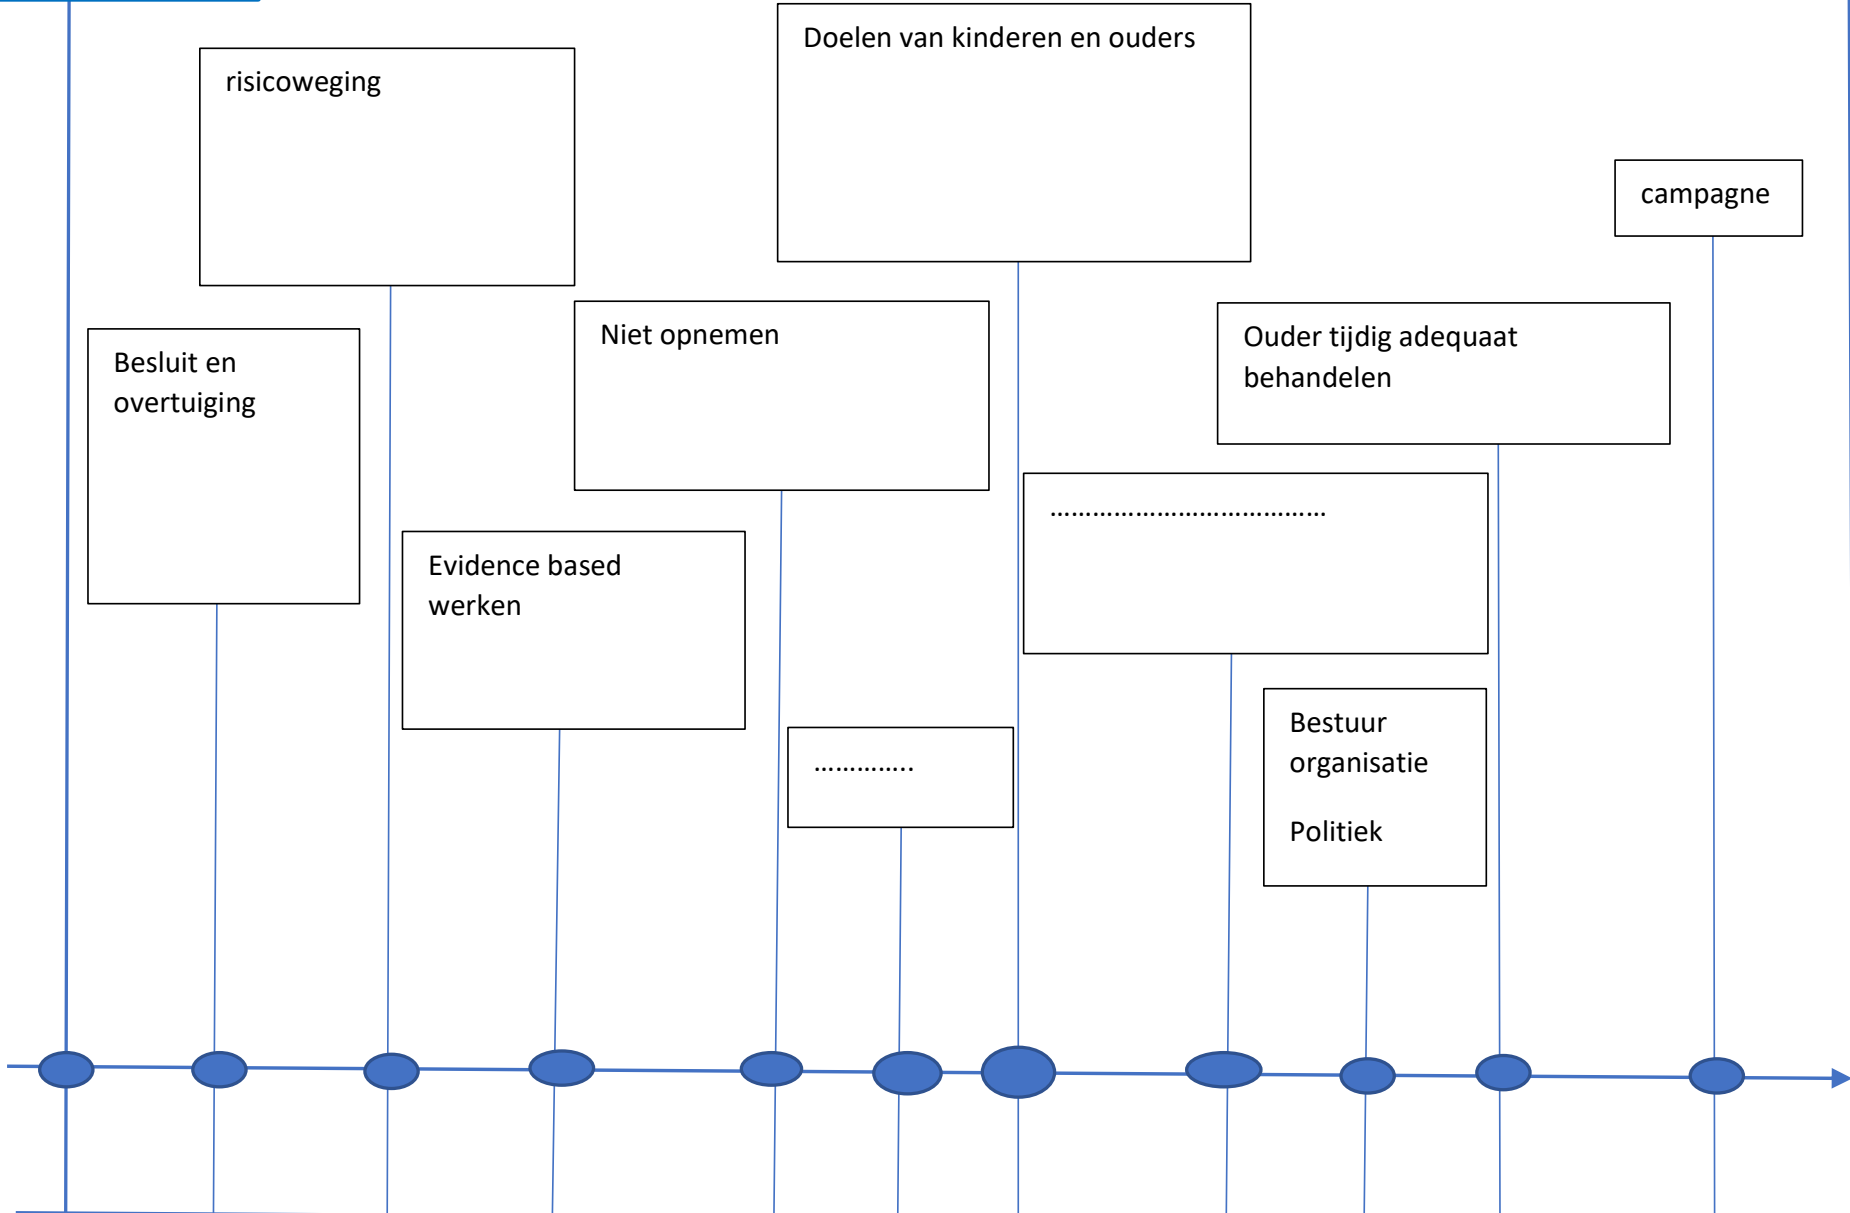 Doelen van kinderen en ouders
risicoweging
campagne
Niet opnemen
Ouder tijdig adequaat
behandelen
Besluit en
overtuiging
…………………………………
Evidence based
werken
…………..
Bestuur
organisatie
Politiek